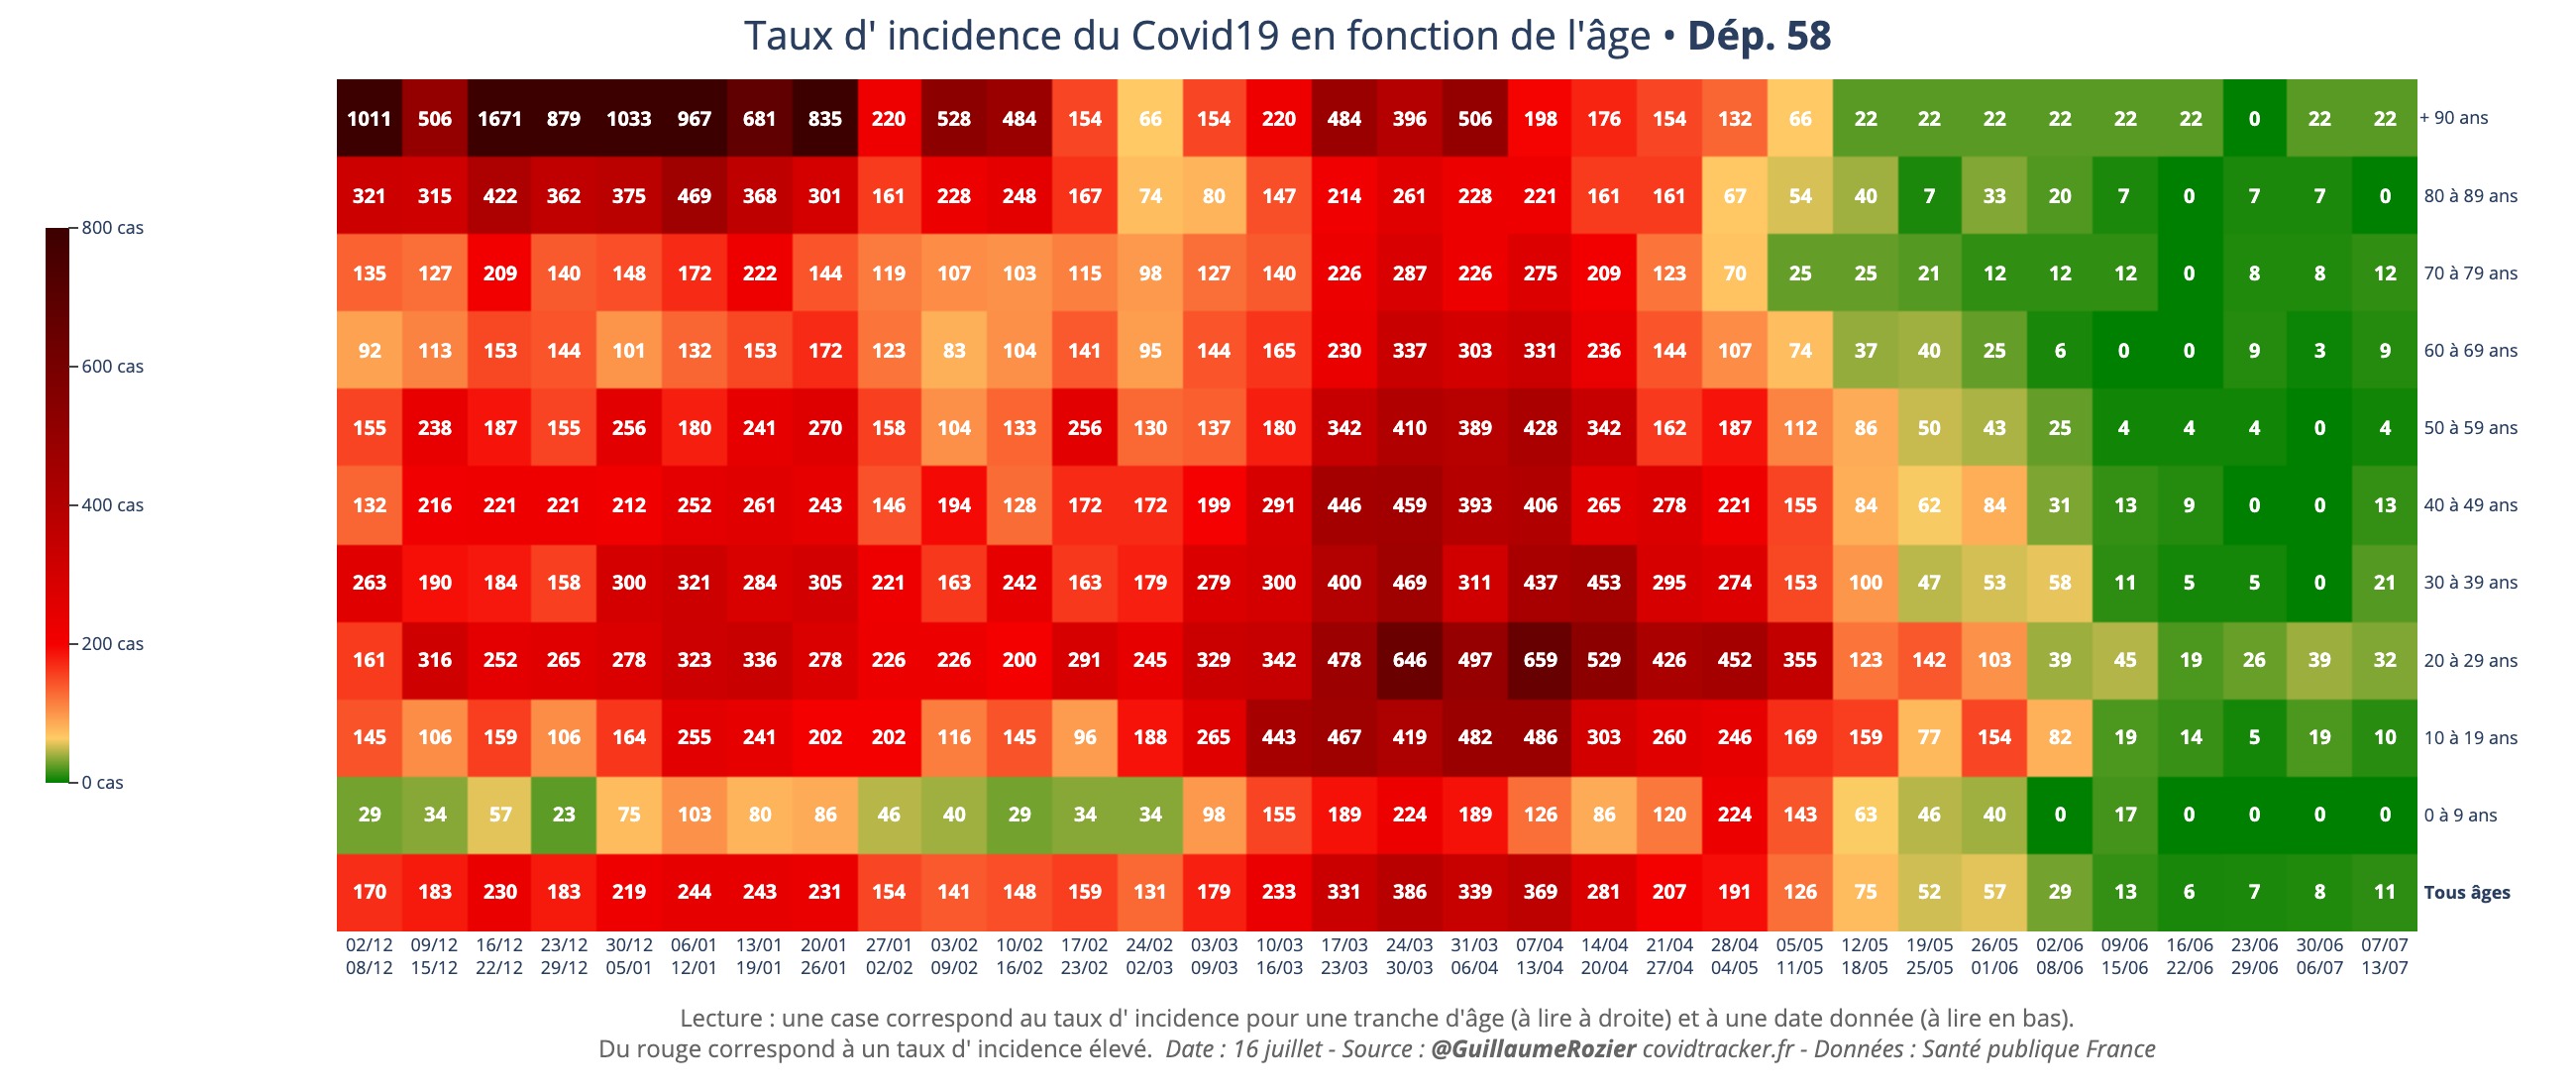 Taux d' incidence du Covid19 en fonction de l'âge • Dép. 58
1011 506 1671 879 1033 967 681 835 220 528 484 154 66 154 220 484 396 506 198 176 154 132 66 22 22 22 22 22 22 0 22 22 + 90 ans
321 315 422 362 375 469 368 301 161 228 248 167 74 80 147 214 261 228 221 161 161 67 54 40 7 33 20 7 0 7 7 0 80 à 89 ans
135 127 209 140 148 172 222 144 119 107 103 115 98 127 140 226 287 226 275 209 123 70 25 25 21 12 12 12 0 8 8 12 70 à 79 ans
92 113 153 144 101 132 153 172 123 83 104 141 95 144 165 230 337 303 331 236 144 107 74 37 40 25 6 0 0 9 3 9 60 à 69 ans
155 238 187 155 256 180 241 270 158 104 133 256 130 137 180 342 410 389 428 342 162 187 112 86 50 43 25 4 4 4 0 4 50 à 59 ans
132 216 221 221 212 252 261 243 146 194 128 172 172 199 291 446 459 393 406 265 278 221 155 84 62 84 31 13 9 0 0 13 40 à 49 ans
263 190 184 158 300 321 284 305 221 163 242 163 179 279 300 400 469 311 437 453 295 274 153 100 47 53 58 11 5 5 0 21 30 à 39 ans
161 316 252 265 278 323 336 278 226 226 200 291 245 329 342 478 646 497 659 529 426 452 355 123 142 103 39 45 19 26 39 32 20 à 29 ans
145 106 159 106 164 255 241 202 202 116 145 96 188 265 443 467 419 482 486 303 260 246 169 159 77 154 82 19 14 5 19 10 10 à 19 ans
29 34 57 23 75 103 80 86 46 40 29 34 34 98 155 189 224 189 126 86 120 224 143 63 46 40 0 17 0 0 0 0 0 à 9 ans
170 183 230 183 219 244 243 231 154 141 148 159 131 179 233 331 386 339 369 281 207 191 126 75 52 57 29 13 6 7 8 11 Tous âges
02/12 09/12 16/12 23/12 30/12 06/01 13/01 20/01 27/01 03/02 10/02 17/02 24/02 03/03 10/03 17/03 24/03 31/03 07/04 14/04 21/04 28/04 05/05 12/05 19/05 26/05 02/06 09/06 16/06 23/06 30/06 07/07
08/12 15/12 22/12 29/12 05/01 12/01 19/01 26/01 02/02 09/02 16/02 23/02 02/03 09/03 16/03 23/03 30/03 06/04 13/04 20/04 27/04 04/05 11/05 18/05 25/05 01/06 08/06 15/06 22/06 29/06 06/07 13/07
800 cas
600 cas
400 cas
200 cas
0 cas
Lecture : une case correspond au taux d' incidence pour une tranche d'âge (à lire à droite) et à une date donnée (à lire en bas).
Du rouge correspond à un taux d' incidence élevé. Date : 16 juillet - Source : @GuillaumeRozier covidtracker.fr - Données : Santé publique France